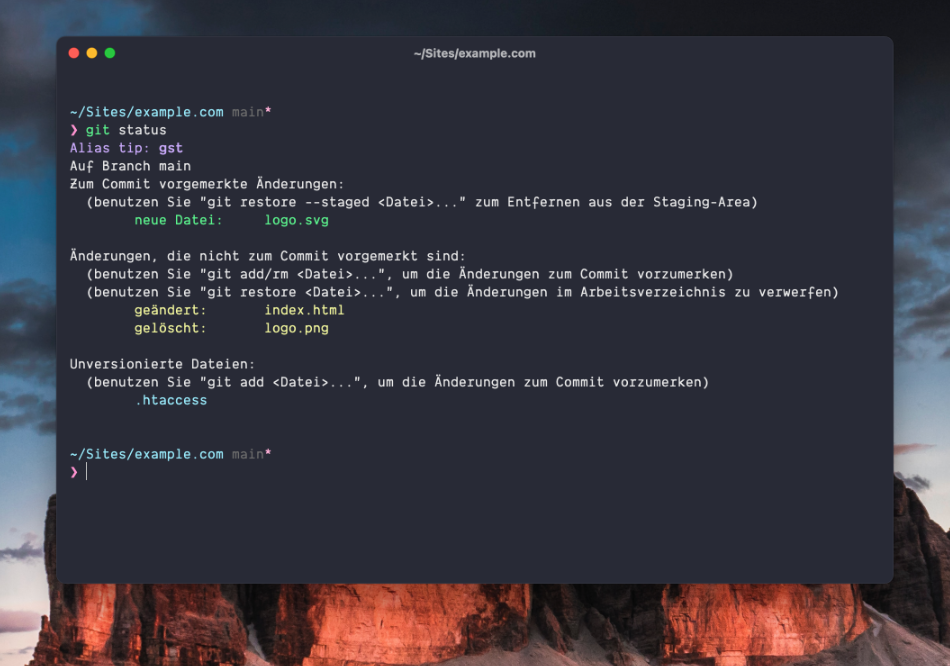 ~/Sites/example.com
~/Sites/example.com main*
❯ git status
Alias tip: gst
Auf Branch main
Zum Commit vorgemerkte Änderungen:
  (benutzen Sie "git restore --staged <Datei>..." zum Entfernen aus der Staging-Area)
        neue Datei:     logo.svg

Änderungen, die nicht zum Commit vorgemerkt sind:
  (benutzen Sie "git add/rm <Datei>...", um die Änderungen zum Commit vorzumerken)
  (benutzen Sie "git restore <Datei>...", um die Änderungen im Arbeitsverzeichnis zu verwerfen)
        geändert:       index.html
        gelöscht:       logo.png

Unversionierte Dateien:
  (benutzen Sie "git add <Datei>...", um die Änderungen zum Commit vorzumerken)
        .htaccess

~/Sites/example.com main*
❯